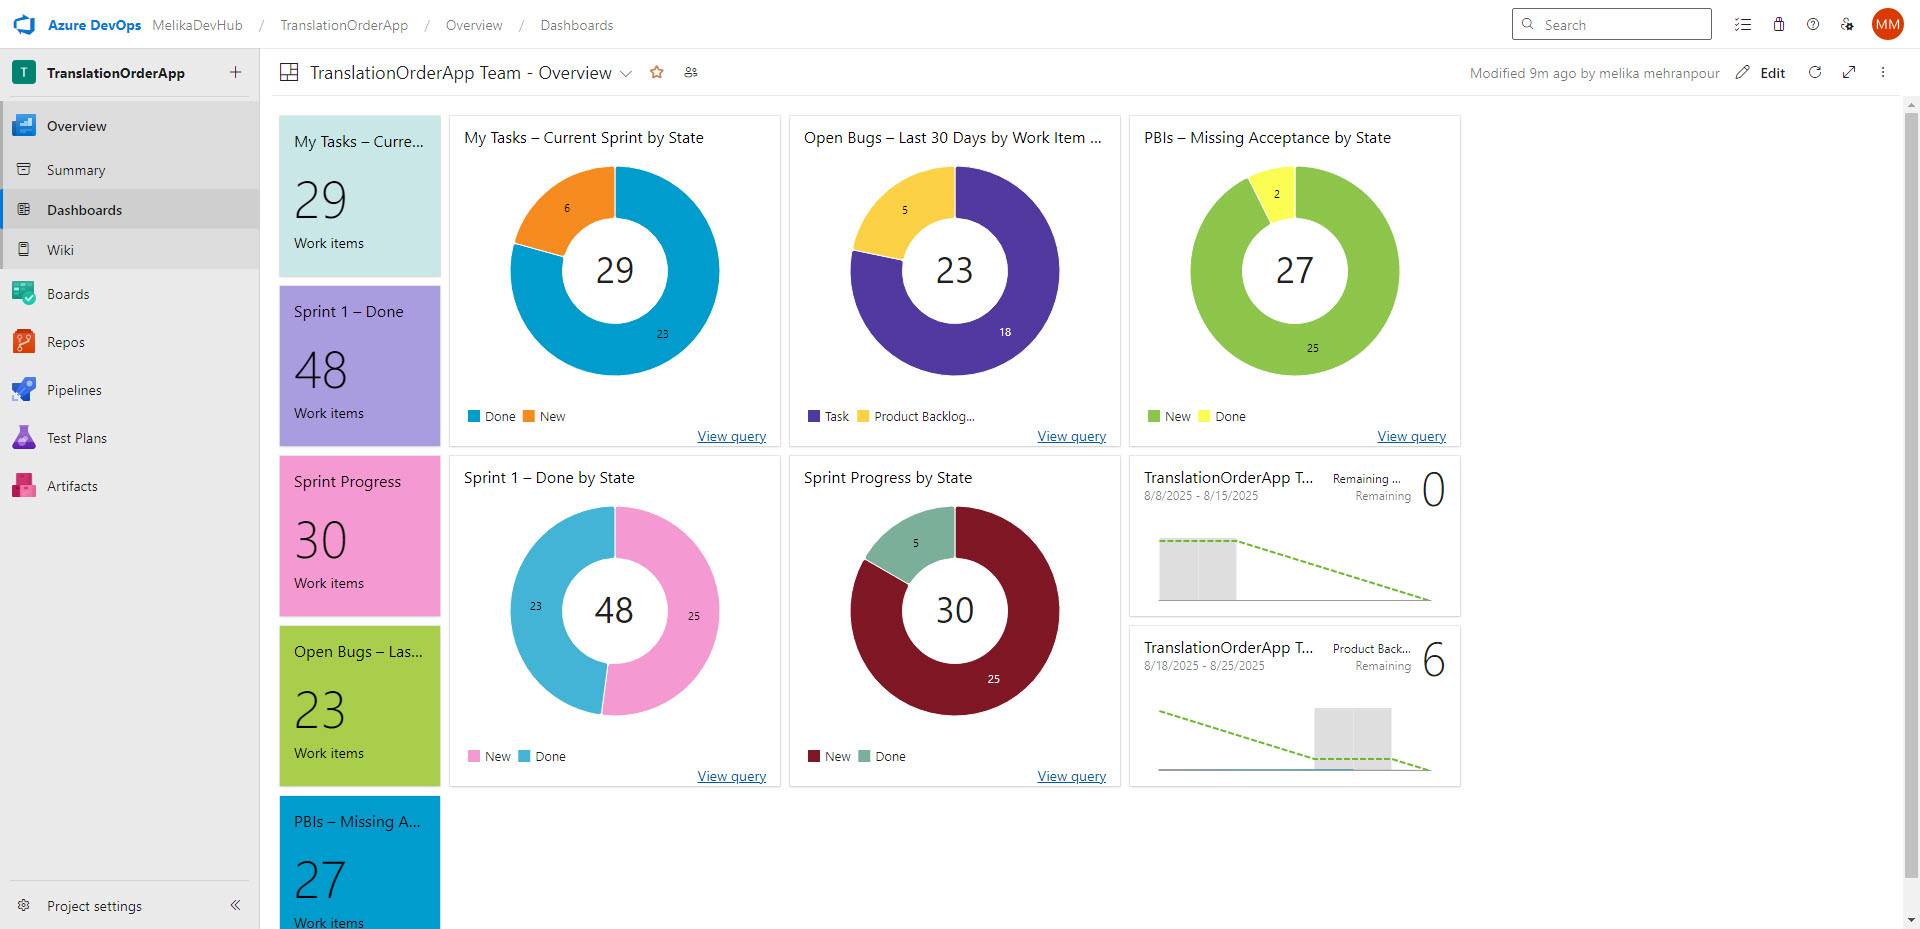 Azure DevOps MelikaDevHub / TranslationOrderApp / Overview / Dashboards
Search
MM
T TranslationOrderApp
TranslationOrderApp Team - Overview
Modified 9m ago by melika mehranpour
Edit
Overview
Summary
Dashboards
Wiki
Boards
Repos
Pipelines
Test Plans
Artifacts
Project settings
My Tasks – Curre...
29
Work items
Sprint 1 – Done
48
Work items
Sprint Progress
30
Work items
Open Bugs – Las...
23
Work items
PBIs – Missing A...
27
Work items
My Tasks – Current Sprint by State
6
29
23
Done New
View query
Open Bugs – Last 30 Days by Work Item ...
5
23
18
Task Product Backlog...
View query
PBIs – Missing Acceptance by State
2
27
25
New Done
View query
Sprint 1 – Done by State
23
48
25
New Done
View query
Sprint Progress by State
5
30
25
New Done
View query
TranslationOrderApp T...
8/8/2025 - 8/15/2025
Remaining ...
Remaining
0
TranslationOrderApp T...
8/18/2025 - 8/25/2025
Product Back...
Remaining
6